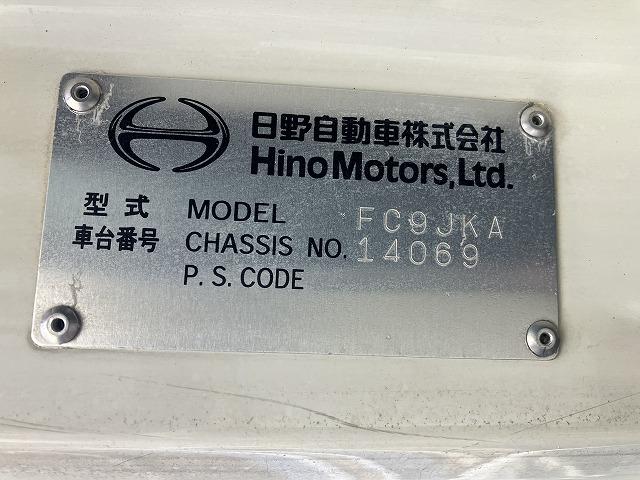 日野自動車株式会社
Hino Motors, Ltd.
型式 MODEL FC9JKA
車台番号 CHASSIS NO. 14069
P. S. CODE